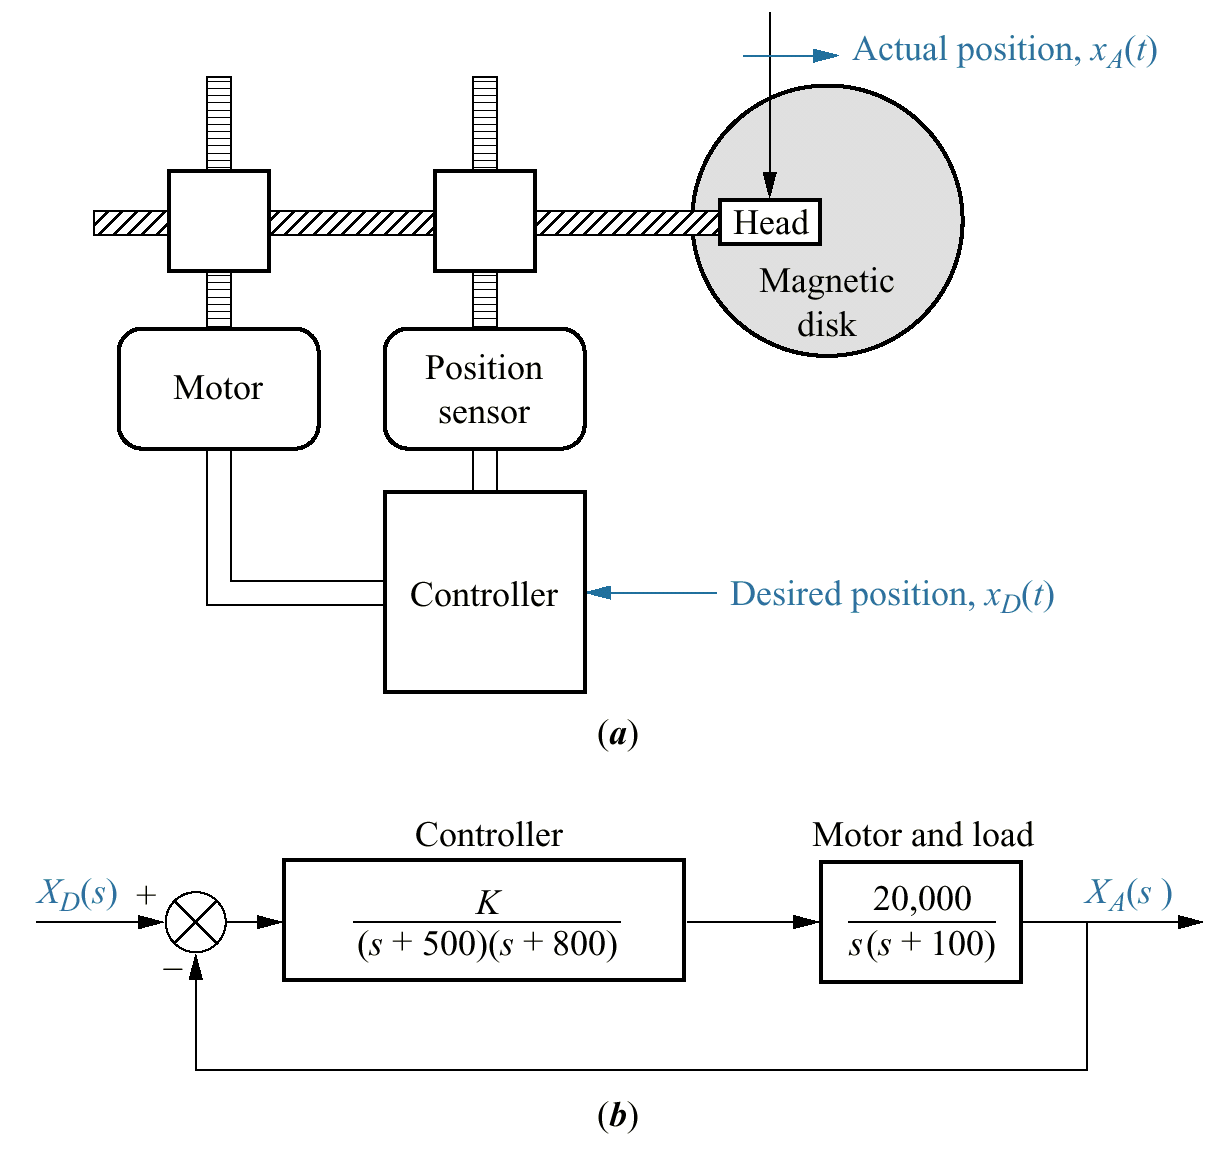 Actual position, x_A(t)
Head
Magnetic
disk
Motor
Position
sensor
Controller
Desired position, x_D(t)
(a)
Controller
Motor and load
X_D(s) +
K
(s + 500)(s + 800)
20,000
s(s + 100)
X_A(s )
−
(b)